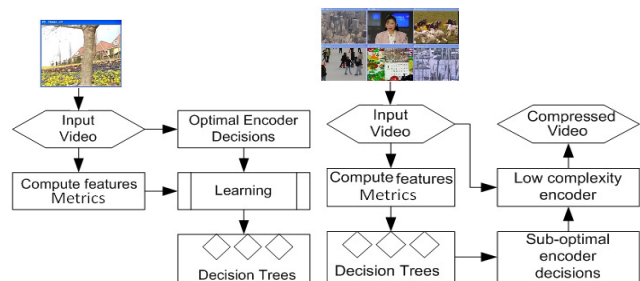 Input
Video
Optimal Encoder
Decisions
Compute features
Metrics
Learning
Decision Trees
Input
Video
Compressed
Video
Compute features
Metrics
Low complexity
encoder
Decision Trees
Sub-optimal
encoder
decisions